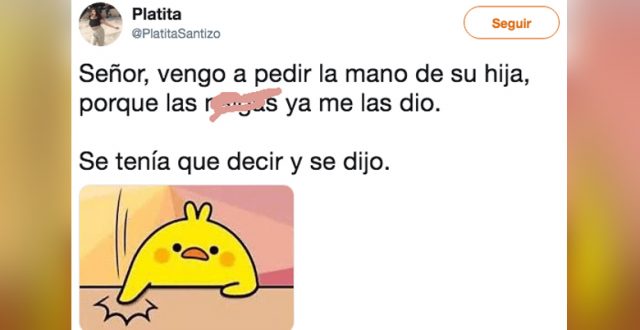 Platita
@PlatitaSantizo
Seguir
Señor, vengo a pedir la mano de su hija,
porque las ya me las dio.
Se tenía que decir y se dijo.